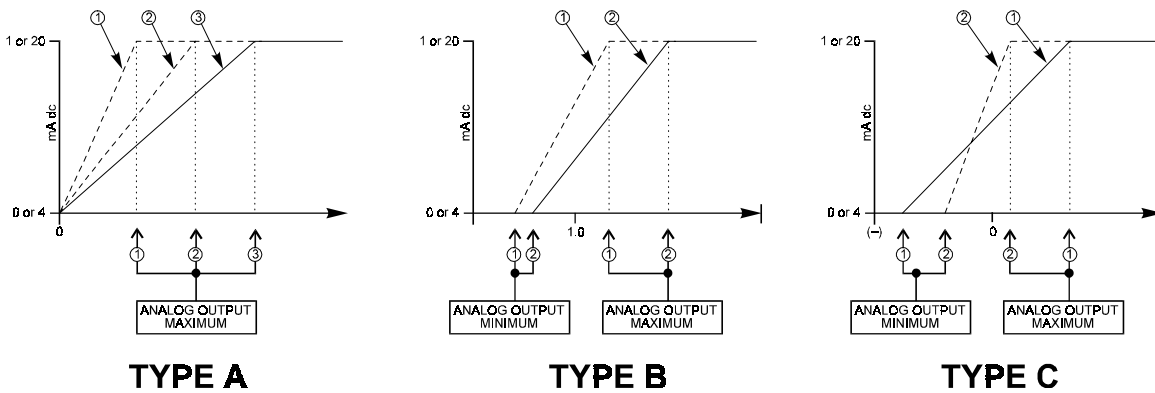 ① ② ③
1 or 20
mA dc
0 or 4
0
① ② ③
ANALOG OUTPUT
MAXIMUM
TYPE A
① ②
1 or 20
mA dc
0 or 4
1.0
① ② ① ②
ANALOG OUTPUT
MINIMUM
ANALOG OUTPUT
MAXIMUM
TYPE B
② ①
1 or 20
mA dc
0 or 4
(–) 0
① ② ② ①
ANALOG OUTPUT
MINIMUM
ANALOG OUTPUT
MAXIMUM
TYPE C